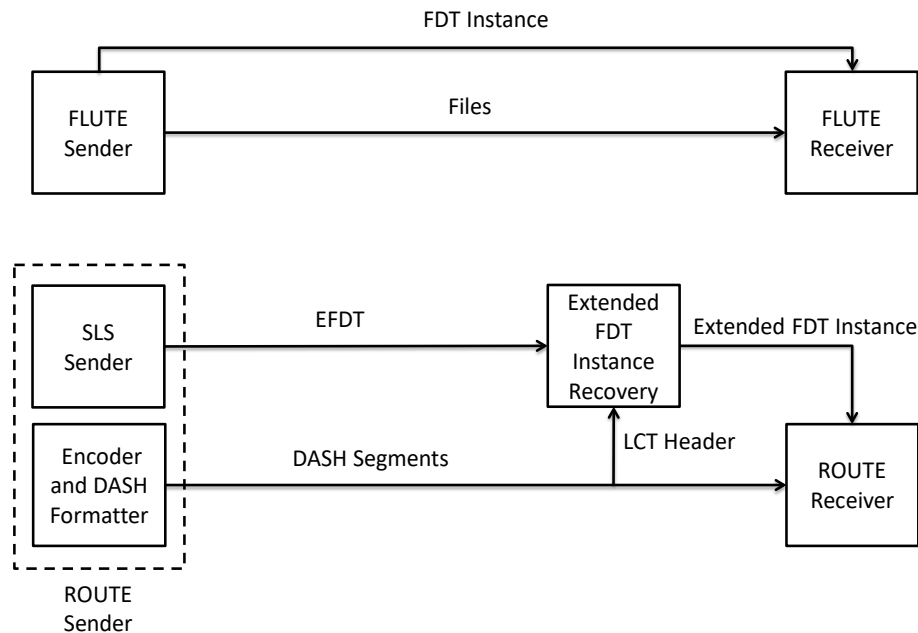 FDT Instance
FLUTE
Sender
Files
FLUTE
Receiver
SLS
Sender
EFDT
Extended
FDT
Instance
Recovery
Extended FDT Instance
Encoder
and DASH
Formatter
DASH Segments
LCT Header
ROUTE
Receiver
ROUTE
Sender